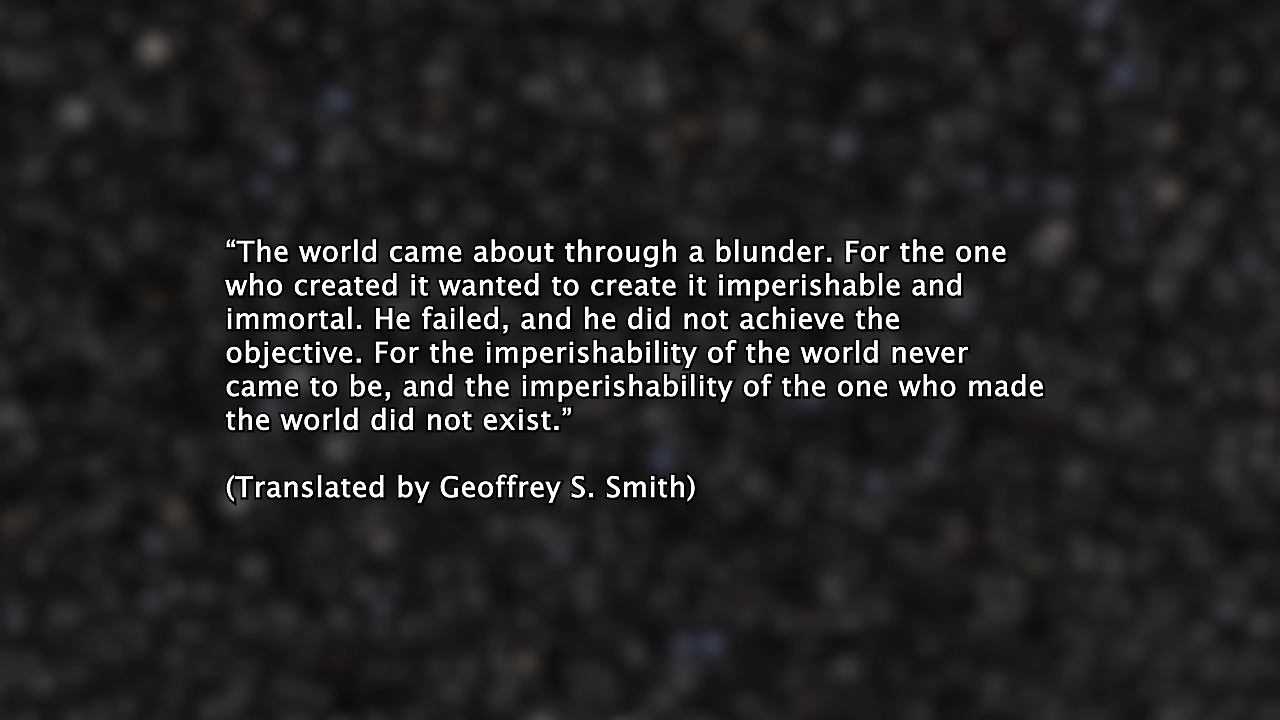 “The world came about through a blunder. For the one
who created it wanted to create it imperishable and
immortal. He failed, and he did not achieve the
objective. For the imperishability of the world never
came to be, and the imperishability of the one who made
the world did not exist.”
(Translated by Geoffrey S. Smith)